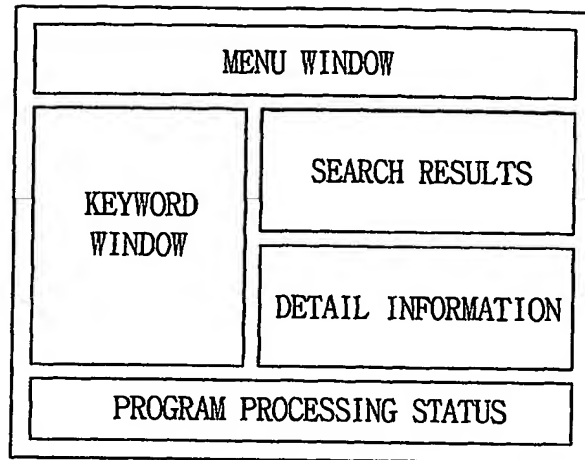 MENU WINDOW
KEYWORD
WINDOW
SEARCH RESULTS
DETAIL INFORMATION
PROGRAM PROCESSING STATUS